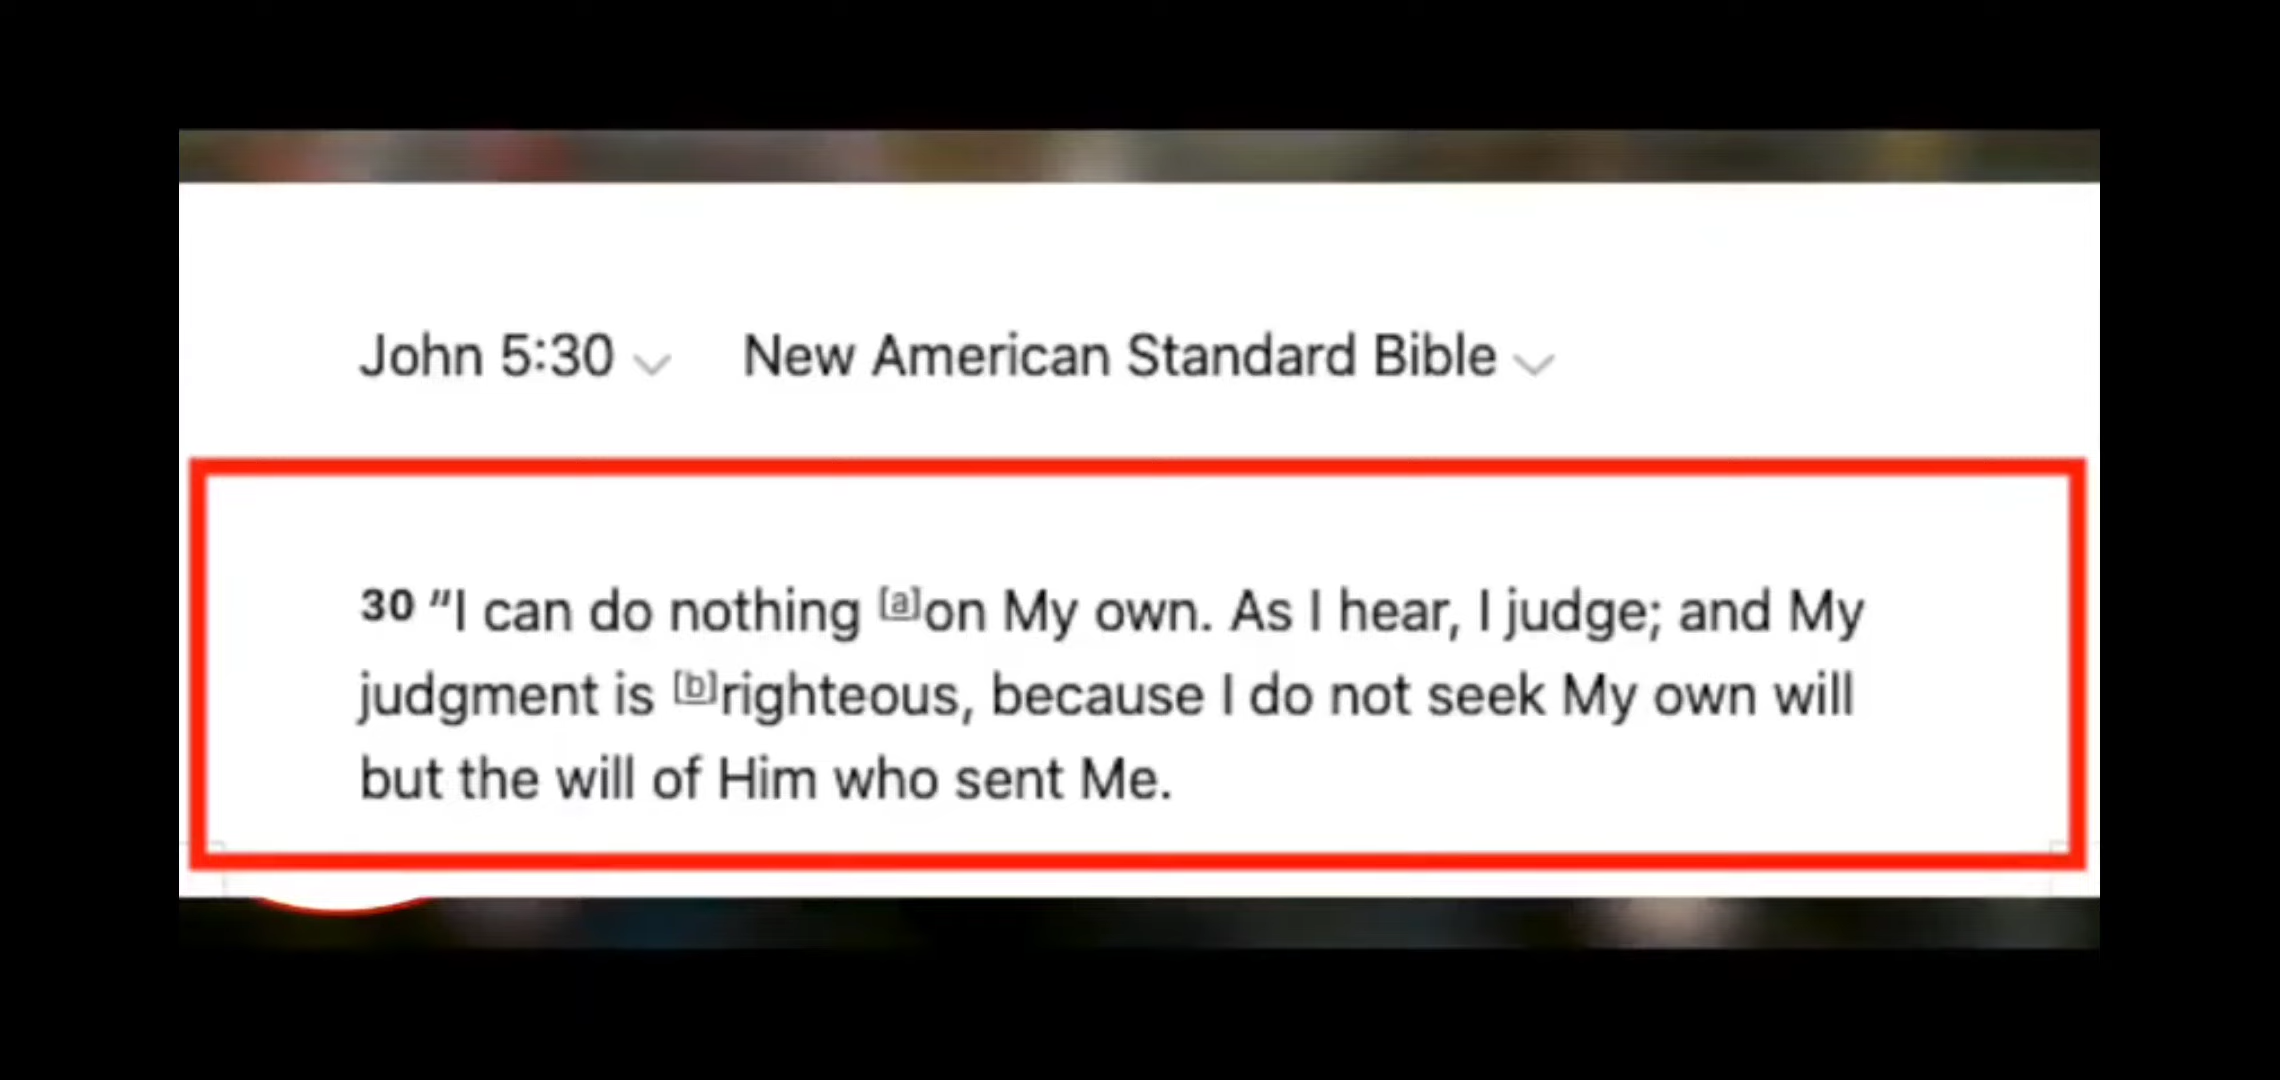 John 5:30 New American Standard Bible
30 “I can do nothing [a]on My own. As I hear, I judge; and My
judgment is [b]righteous, because I do not seek My own will
but the will of Him who sent Me.